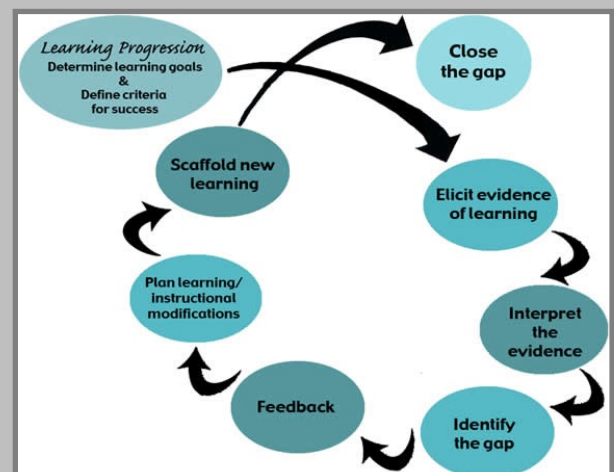 Learning Progression
Determine learning goals
&
Define criteria
for success
Close
the gap
Scaffold new
learning
Elicit evidence
of learning
Plan learning/
instructional
modifications
Interpret
the
evidence
Feedback
Identify
the gap